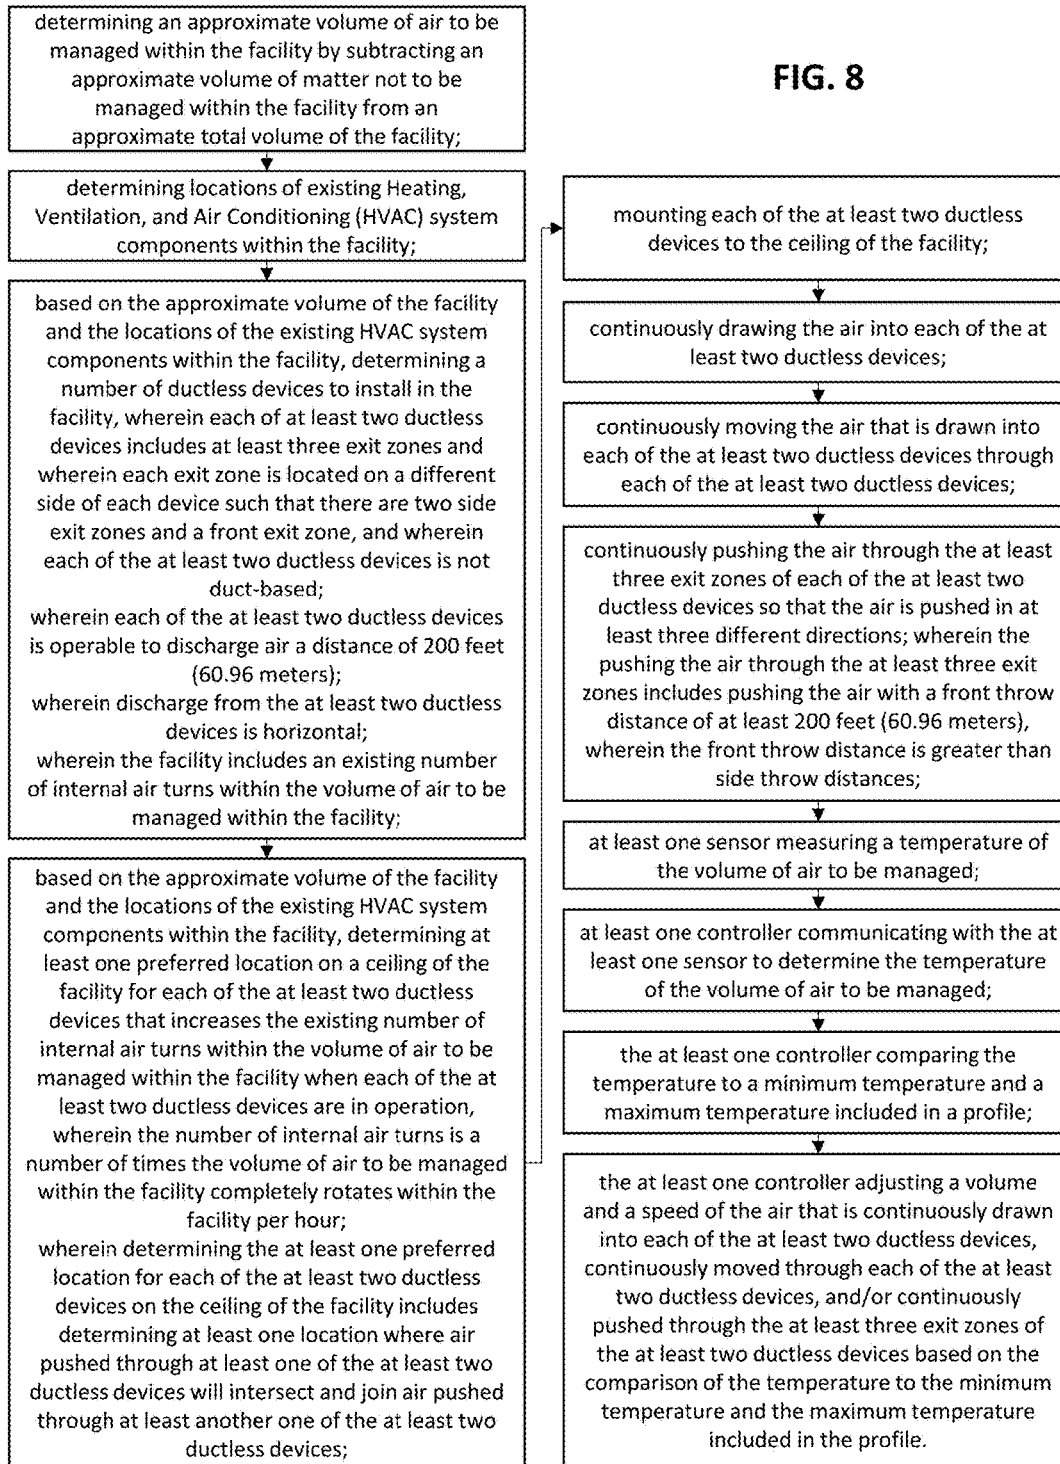 determining an approximate volume of air to be
managed within the facility by subtracting an
approximate volume of matter not to be
managed within the facility from an
approximate total volume of the facility;
determining locations of existing Heating,
Ventilation, and Air Conditioning (HVAC) system
components within the facility;
based on the approximate volume of the facility
and the locations of the existing HVAC system
components within the facility, determining a
number of ductless devices to install in the
facility, wherein each of at least two ductless
devices includes at least three exit zones and
wherein each exit zone is located on a different
side of each device such that there are two side
exit zones and a front exit zone, and wherein
each of the at least two ductless devices is not
duct-based;
wherein each of the at least two ductless devices
is operable to discharge air a distance of 200 feet
(60.96 meters);
wherein discharge from the at least two ductless
devices is horizontal;
wherein the facility includes an existing number
of internal air turns within the volume of air to be
managed within the facility;
based on the approximate volume of the facility
and the locations of the existing HVAC system
components within the facility, determining at
least one preferred location on a ceiling of the
facility for each of the at least two ductless
devices that increases the existing number of
internal air turns within the volume of air to be
managed within the facility when each of the at
least two ductless devices are in operation,
wherein the number of internal air turns is a
number of times the volume of air to be managed
within the facility completely rotates within the
facility per hour;
wherein determining the at least one preferred
location for each of the at least two ductless
devices on the ceiling of the facility includes
determining at least one location where air
pushed through at least one of the at least two
ductless devices will intersect and join air pushed
through at least another one of the at least two
ductless devices;
FIG. 8
mounting each of the at least two ductless
devices to the ceiling of the facility;
continuously drawing the air into each of the at
least two ductless devices;
continuously moving the air that is drawn into
each of the at least two ductless devices through
each of the at least two ductless devices;
continuously pushing the air through the at least
three exit zones of each of the at least two
ductless devices so that the air is pushed in at
least three different directions; wherein the
pushing the air through the at least three exit
zones includes pushing the air with a front throw
distance of at least 200 feet (60.96 meters),
wherein the front throw distance is greater than
side throw distances;
at least one sensor measuring a temperature of
the volume of air to be managed;
at least one controller communicating with the at
least one sensor to determine the temperature
of the volume of air to be managed;
the at least one controller comparing the
temperature to a minimum temperature and a
maximum temperature included in a profile;
the at least one controller adjusting a volume
and a speed of the air that is continuously drawn
into each of the at least two ductless devices,
continuously moved through each of the at least
two ductless devices, and/or continuously
pushed through the at least three exit zones of
the at least two ductless devices based on the
comparison of the temperature to the minimum
temperature and the maximum temperature
included in the profile.